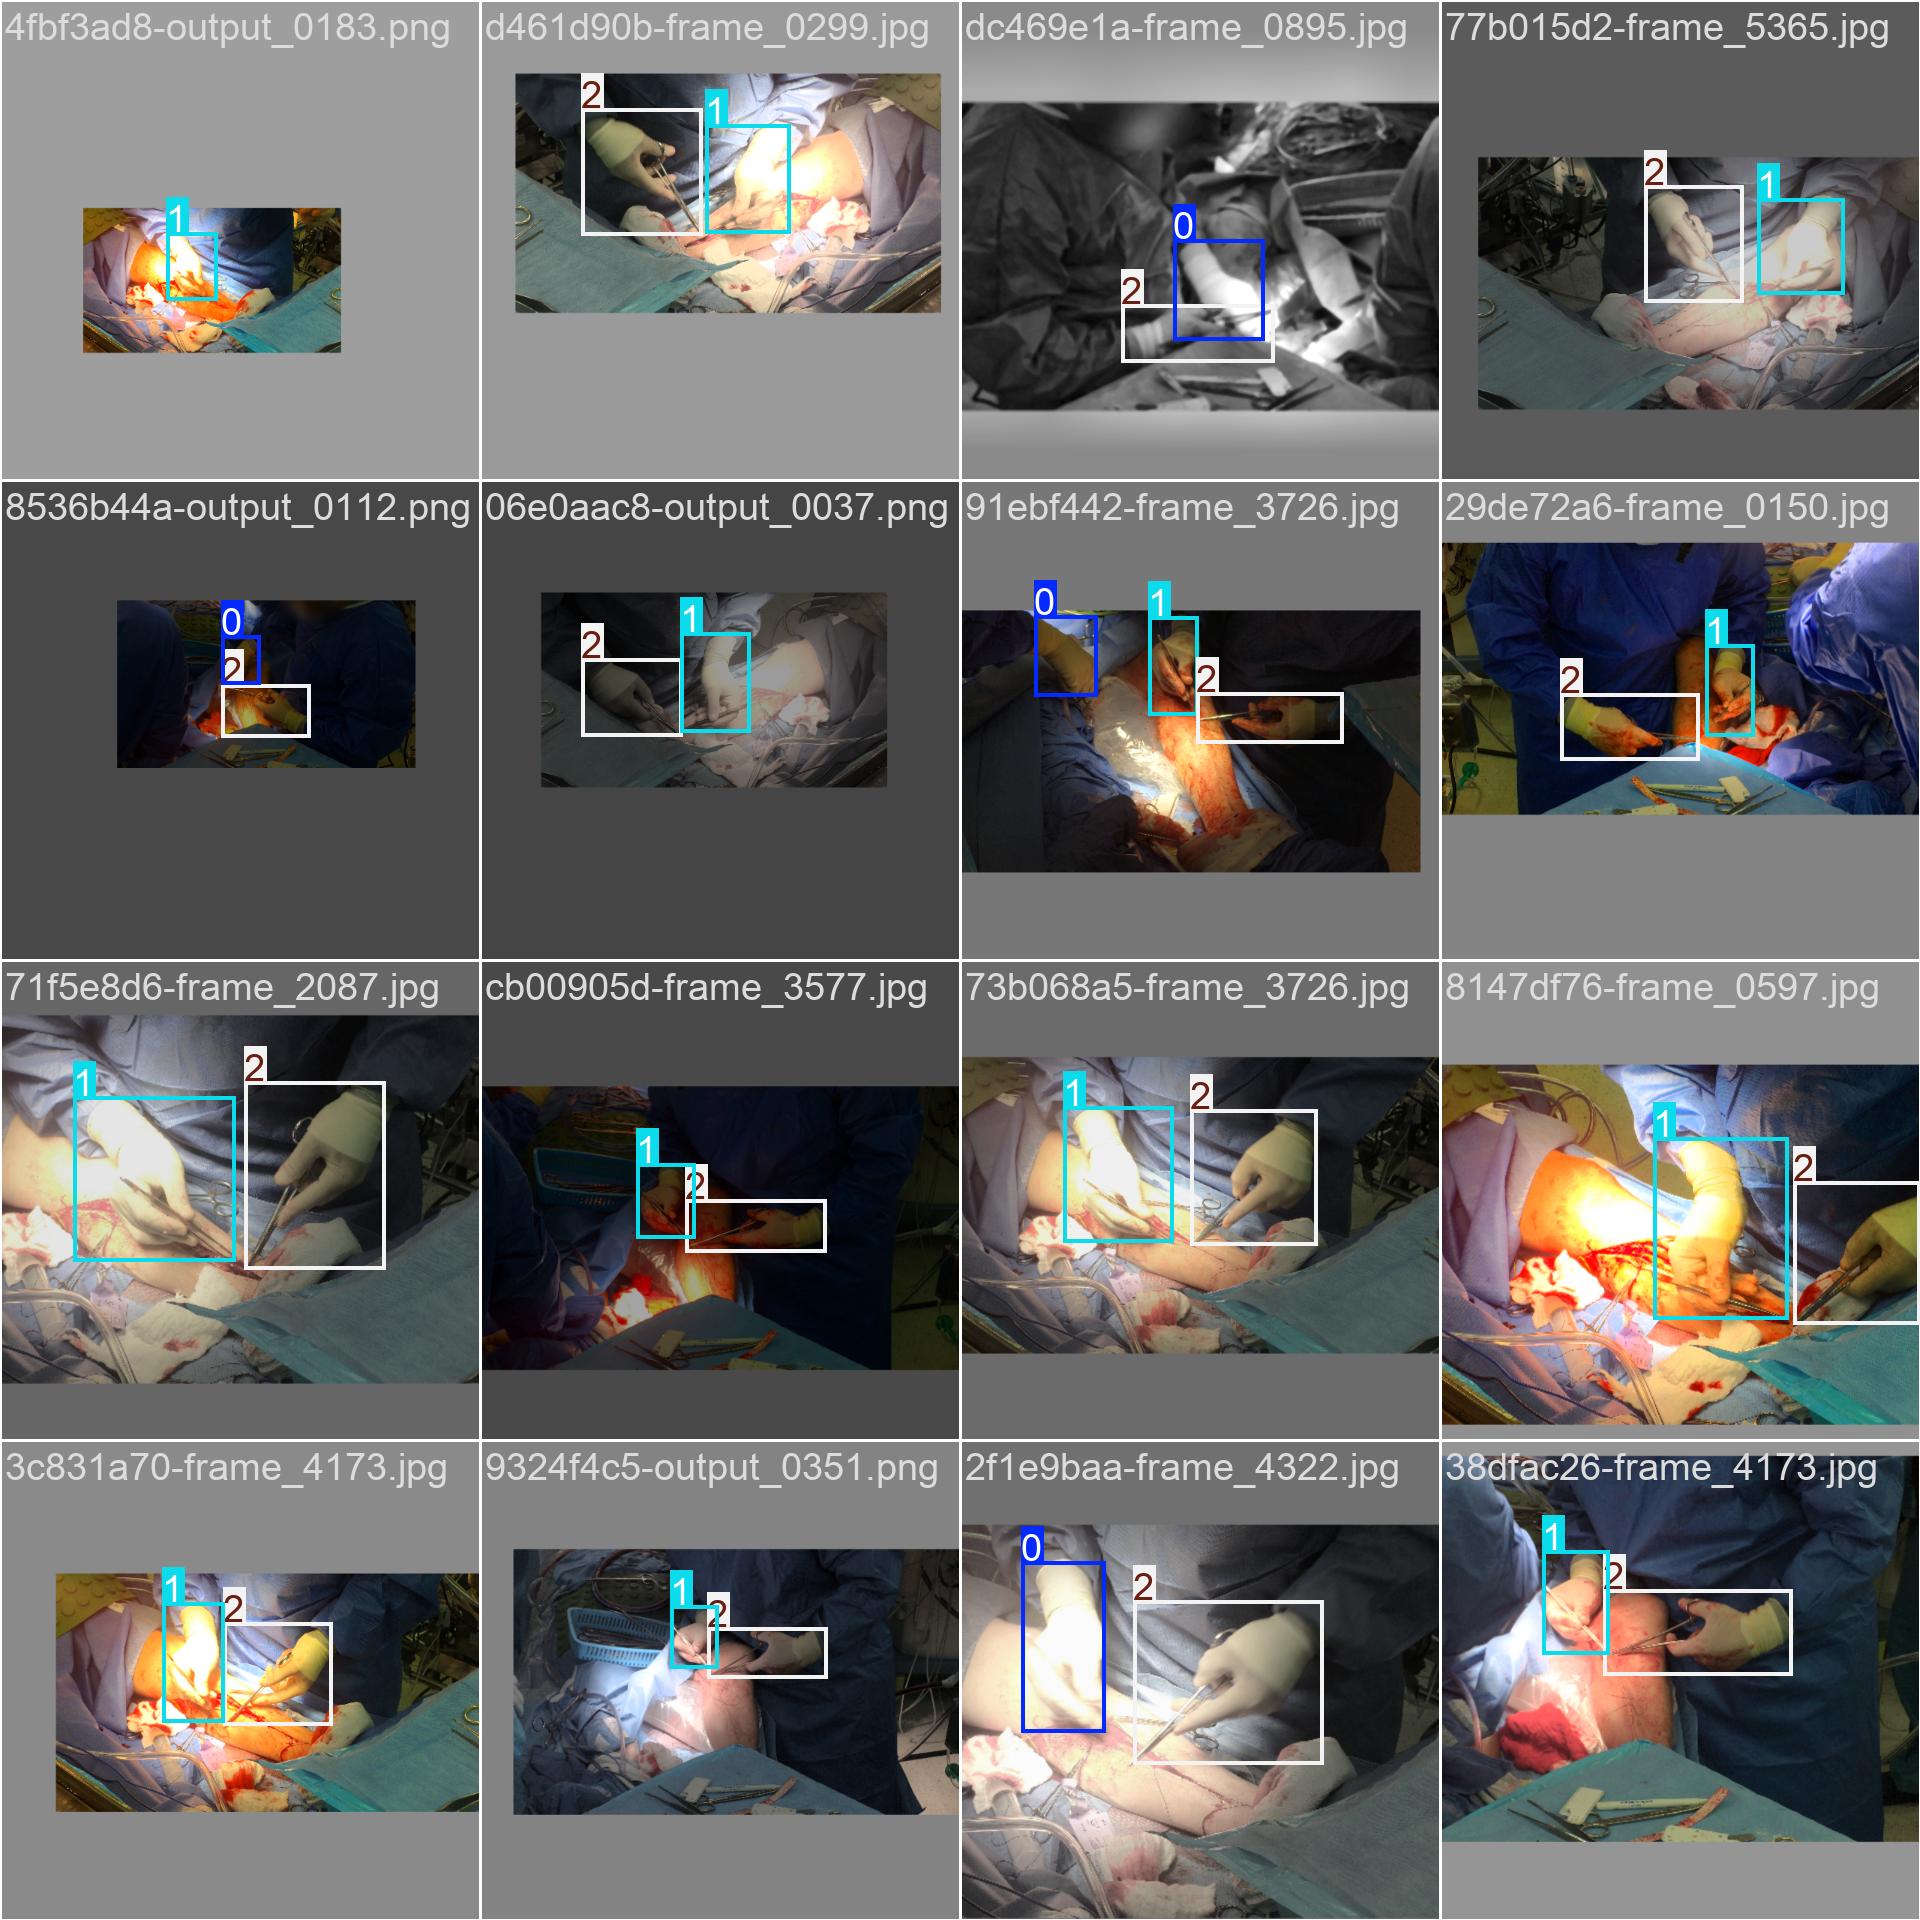 4fbf3ad8-output_0183.png
d461d90b-frame_0299.jpg
dc469e1a-frame_0895.jpg
77b015d2-frame_5365.jpg
1
2
1
0
2
2
1
8536b44a-output_0112.png
06e0aac8-output_0037.png
91ebf442-frame_3726.jpg
29de72a6-frame_0150.jpg
0
2
2
1
0
1
2
2
1
71f5e8d6-frame_2087.jpg
cb00905d-frame_3577.jpg
73b068a5-frame_3726.jpg
8147df76-frame_0597.jpg
1
2
1
2
1
2
1
2
3c831a70-frame_4173.jpg
9324f4c5-output_0351.png
2f1e9baa-frame_4322.jpg
38dfac26-frame_4173.jpg
1
2
1
2
0
2
1
2